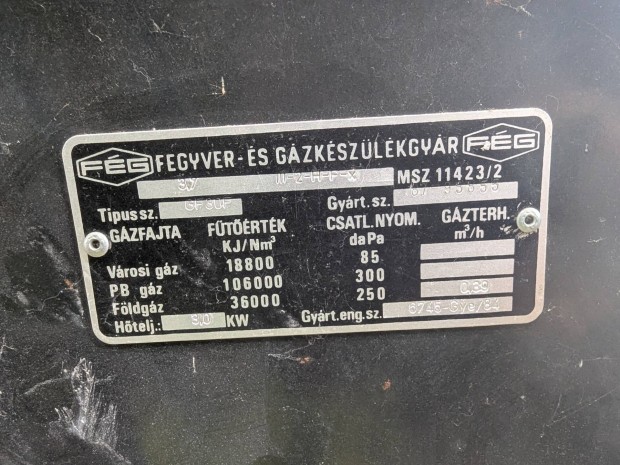 FÉG FEGYVER- ÉS GÁZKÉSZÜLÉKGYÁR FÉG
MSZ 11423/2
Tipus sz. Gyárt. sz.
GÁZFAJTA FŰTŐÉRTÉK CSATL.NYOM. GÁZTERH.
KJ/Nm³ daPa m³/h
Városi gáz 18800 85
PB gáz 106000 300
Földgáz 36000 250 0.39
Hőtelj.: 3,0 KW Gyárt.eng.sz.